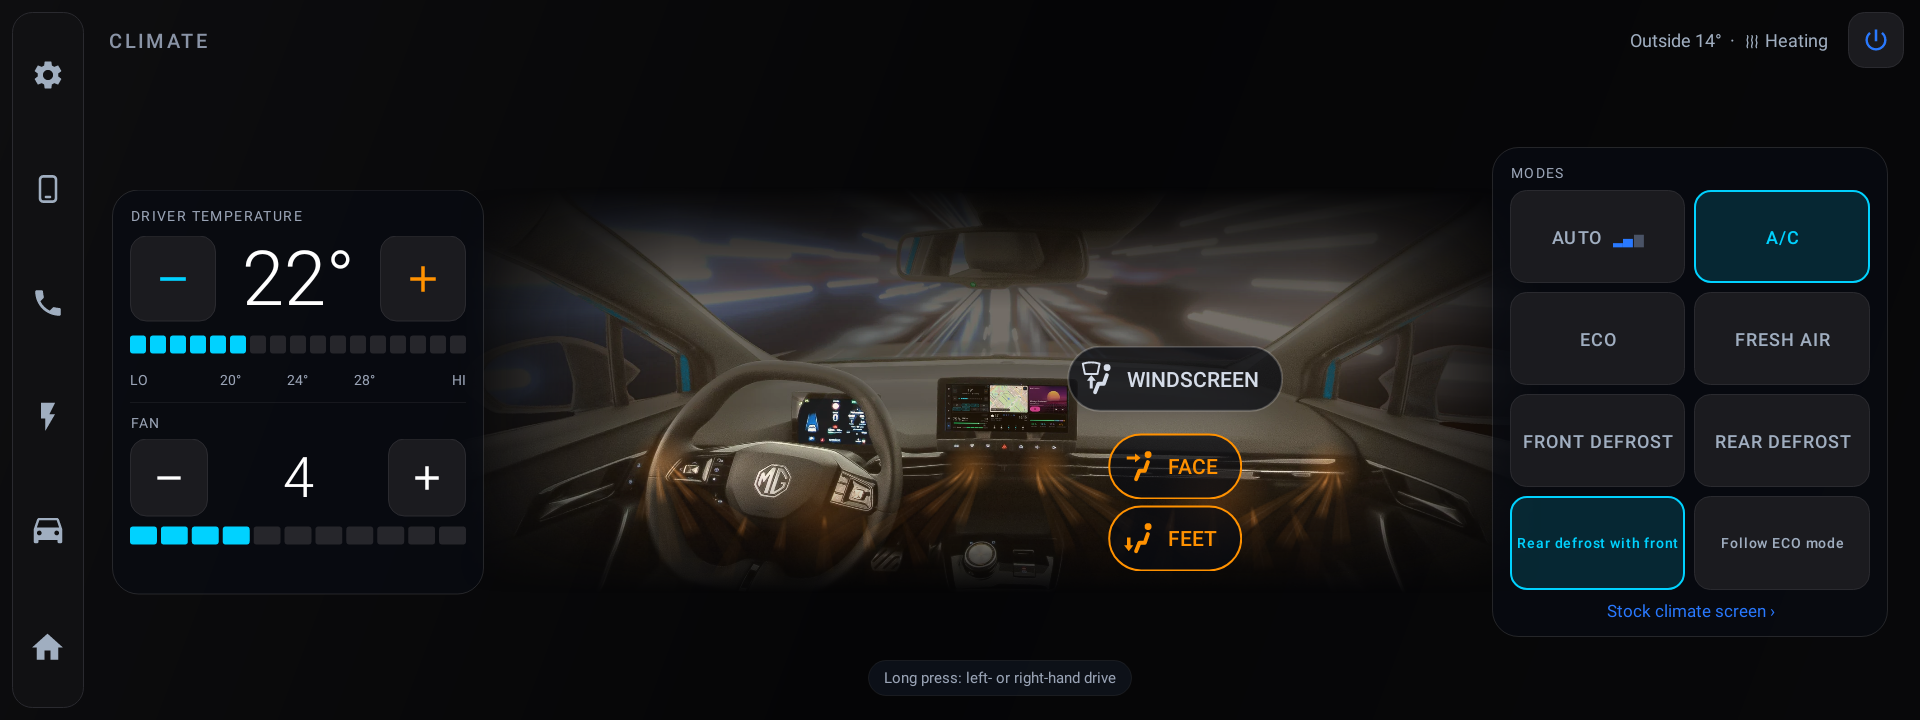 CLIMATE
Outside 14° · Heating
DRIVER TEMPERATURE
22°
LO 20° 24° 28° HI
FAN
4
MG
WINDSCREEN
FACE
FEET
MODES
AUTO
A/C
ECO
FRESH AIR
FRONT DEFROST
REAR DEFROST
Rear defrost with front
Follow ECO mode
Stock climate screen ›
Long press: left- or right-hand drive